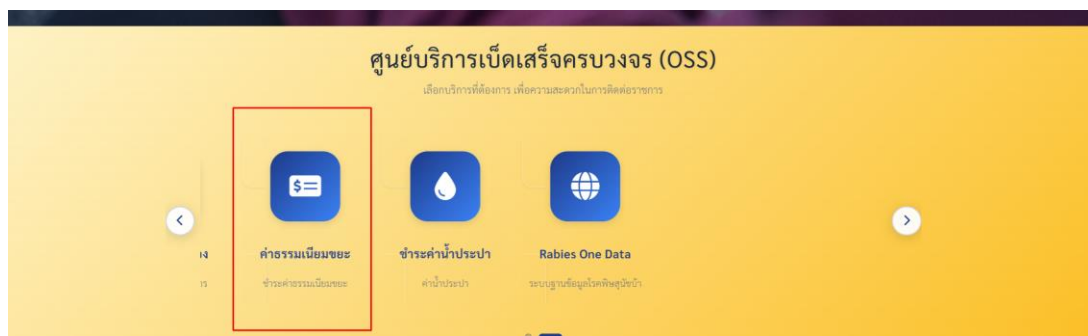 ศูนย์บริการเบ็ดเสร็จครบวงจร (OSS)
เลือกบริการที่ต้องการ เพื่อความสะดวกในการติดต่อราชการ
$
ค่าธรรมเนียมขยะ
ชำระค่าธรรมเนียมขยะ
ชำระค่าน้ำประปา
ค่าน้ำประปา
Rabies One Data
ระบบฐานข้อมูลโรคพิษสุนัขบ้า